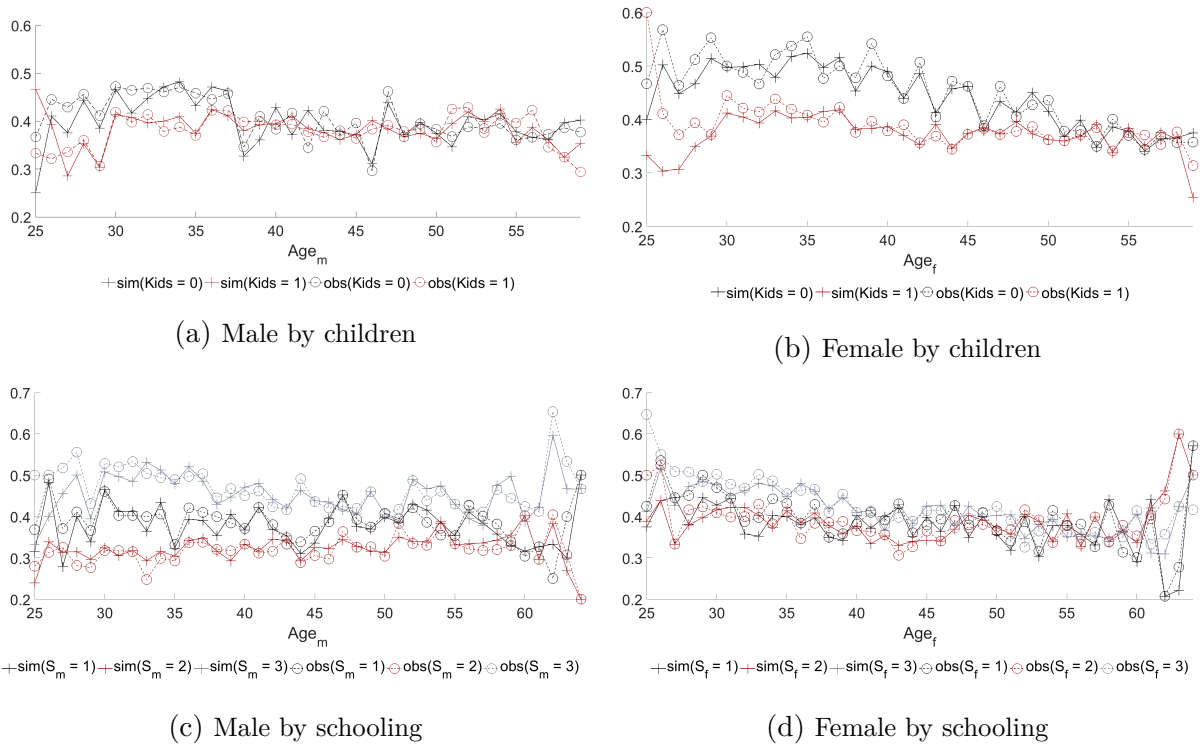 0.6
0.5
0.4
0.3
0.2
25 30 35 40 45 50 55
Age_m
sim(Kids = 0) sim(Kids = 1) obs(Kids = 0) obs(Kids = 1)
(a) Male by children
0.6
0.5
0.4
0.3
0.2
25 30 35 40 45 50 55
Age_f
sim(Kids = 0) sim(Kids = 1) obs(Kids = 0) obs(Kids = 1)
(b) Female by children
0.7
0.6
0.5
0.4
0.3
0.2
25 30 35 40 45 50 55 60
Age_m
sim(S_m = 1) sim(S_m = 2) sim(S_m = 3) obs(S_m = 1) obs(S_m = 2) obs(S_m = 3)
(c) Male by schooling
0.7
0.6
0.5
0.4
0.3
0.2
25 30 35 40 45 50 55 60
Age_f
sim(S_f = 1) sim(S_f = 2) sim(S_f = 3) obs(S_f = 1) obs(S_f = 2) obs(S_f = 3)
(d) Female by schooling